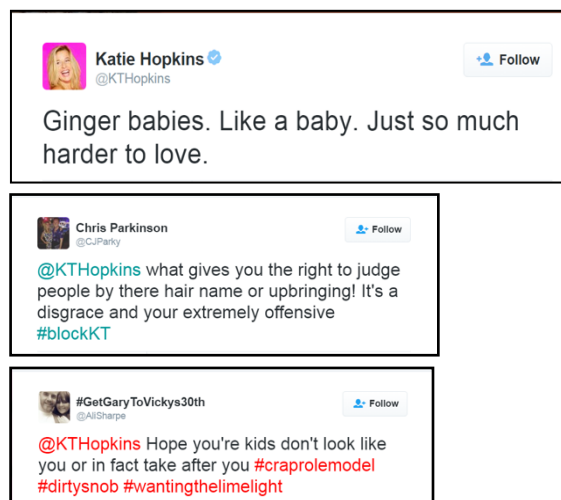 Katie Hopkins
Follow
@KTHopkins
Ginger babies. Like a baby. Just so much
harder to love.
Chris Parkinson
Follow
@CJParky
@KTHopkins what gives you the right to judge
people by there hair name or upbringing! It's a
disgrace and your extremely offensive
#blockKT
#GetGaryToVickys30th
Follow
@AliSharpe
@KTHopkins Hope you're kids don't look like
you or in fact take after you #craprolemodel
#dirtysnob #wantingthelimelight